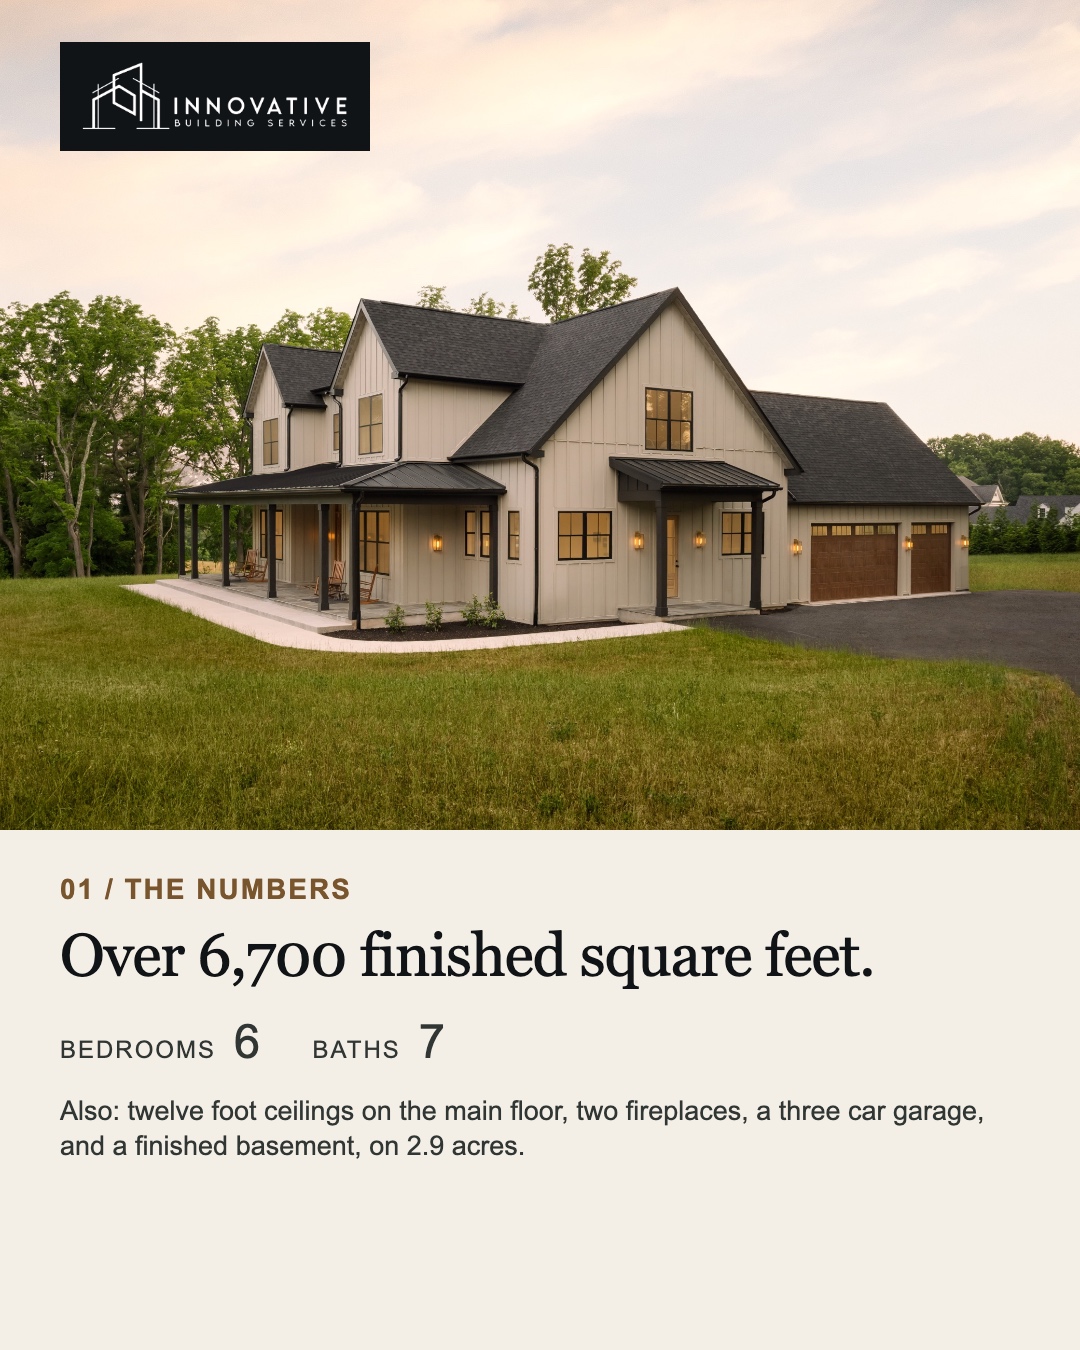 INNOVATIVE
BUILDING SERVICES
01 / THE NUMBERS
Over 6,700 finished square feet.
BEDROOMS 6 BATHS 7
Also: twelve foot ceilings on the main floor, two fireplaces, a three car garage,
and a finished basement, on 2.9 acres.